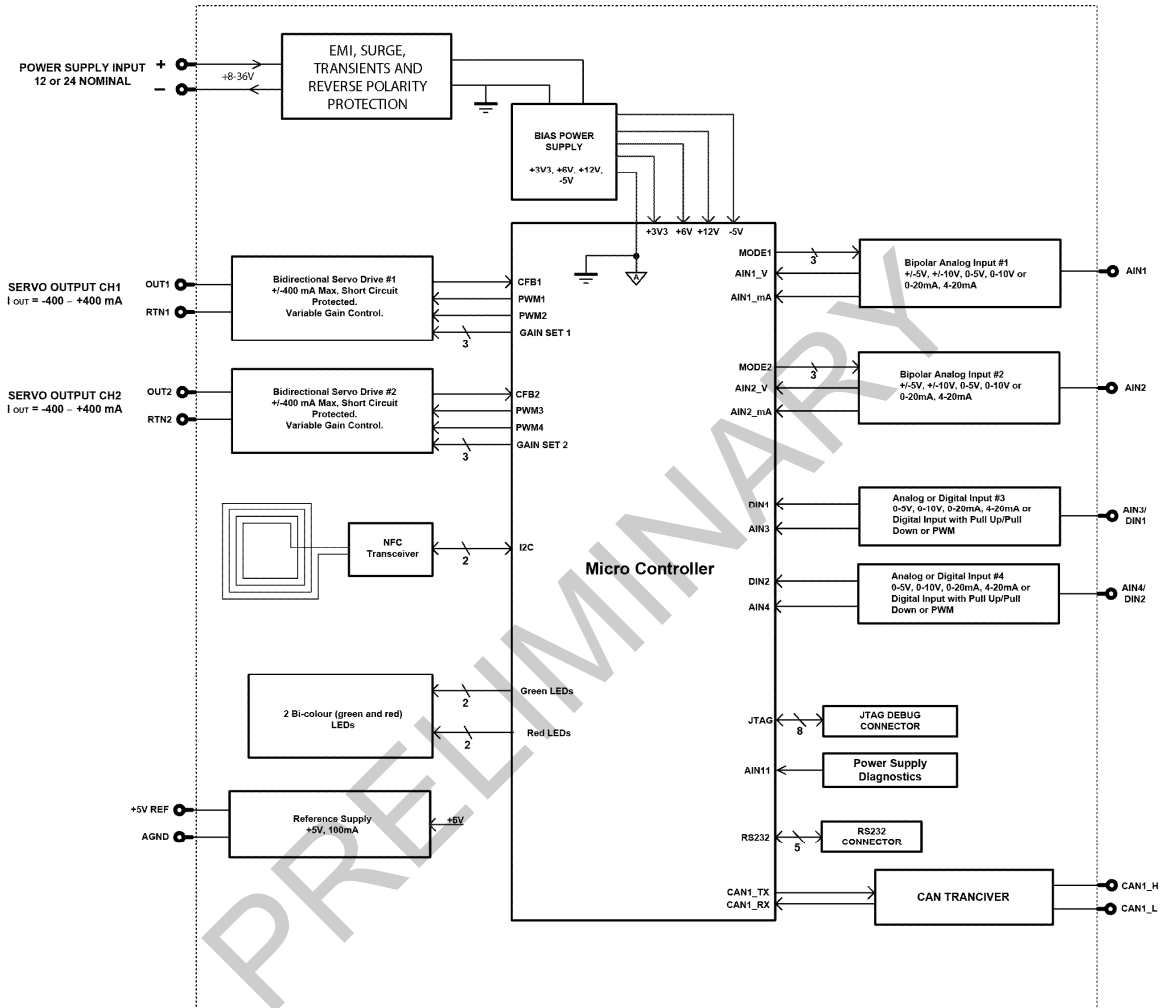 POWER SUPPLY INPUT
12 or 24 NOMINAL
+
–
+8-36V
EMI, SURGE,
TRANSIENTS AND
REVERSE POLARITY
PROTECTION
BIAS POWER
SUPPLY
+3V3, +6V, +12V,
-5V
+3V3
+6V
+12V
-5V
A
SERVO OUTPUT CH1
I OUT = -400 – +400 mA
OUT1
RTN1
Bidirectional Servo Drive #1
+/-400 mA Max, Short Circuit
Protected.
Variable Gain Control.
CFB1
PWM1
PWM2
GAIN SET 1
3
SERVO OUTPUT CH2
I OUT = -400 – +400 mA
OUT2
RTN2
Bidirectional Servo Drive #2
+/-400 mA Max, Short Circuit
Protected.
Variable Gain Control.
CFB2
PWM3
PWM4
GAIN SET 2
3
NFC
Transceiver
2
I2C
Micro Controller
2 Bi-colour (green and red)
LEDs
Green LEDs
2
Red LEDs
2
+5V REF
AGND
Reference Supply
+5V, 100mA
+6V
MODE1
3
AIN1_V
AIN1_mA
Bipolar Analog Input #1
+/-5V, +/-10V, 0-5V, 0-10V or
0-20mA, 4-20mA
AIN1
MODE2
3
AIN2_V
AIN2_mA
Bipolar Analog Input #2
+/-5V, +/-10V, 0-5V, 0-10V or
0-20mA, 4-20mA
AIN2
DIN1
AIN3
Analog or Digital Input #3
0-5V, 0-10V, 0-20mA, 4-20mA or
Digital Input with Pull Up/Pull
Down or PWM
AIN3/
DIN1
DIN2
AIN4
Analog or Digital Input #4
0-5V, 0-10V, 0-20mA, 4-20mA or
Digital Input with Pull Up/Pull
Down or PWM
AIN4/
DIN2
JTAG
8
JTAG DEBUG
CONNECTOR
AIN11
Power Supply
Diagnostics
RS232
5
RS232
CONNECTOR
CAN1_TX
CAN1_RX
CAN TRANCIVER
CAN1_H
CAN1_L
PRELIMINARY